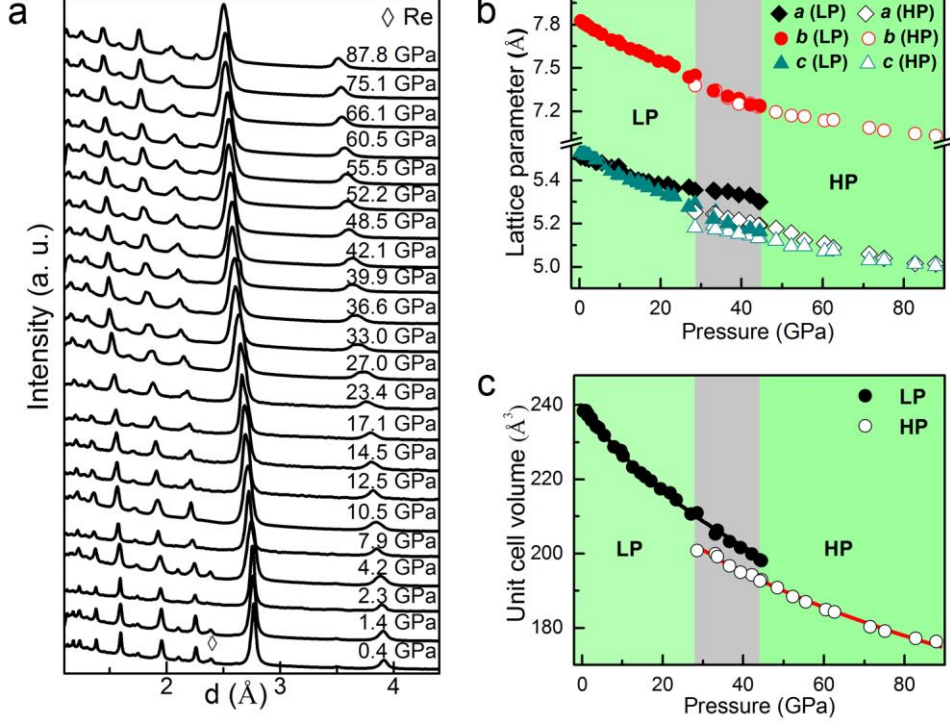 a
◊ Re
87.8 GPa
75.1 GPa
66.1 GPa
60.5 GPa
55.5 GPa
52.2 GPa
48.5 GPa
42.1 GPa
39.9 GPa
36.6 GPa
33.0 GPa
27.0 GPa
23.4 GPa
17.1 GPa
14.5 GPa
12.5 GPa
10.5 GPa
7.9 GPa
4.2 GPa
2.3 GPa
1.4 GPa
0.4 GPa
Intensity (a. u.)
2 3 4
d (Å)
b
a (LP) a (HP)
b (LP) b (HP)
c (LP) c (HP)
LP
HP
7.8
7.5
7.2
5.4
5.2
5.0
Lattice parameter (Å)
0 20 40 60 80
Pressure (GPa)
c
LP
HP
LP
HP
240
220
200
180
Unit cell volume (Å³)
0 20 40 60 80
Pressure (GPa)